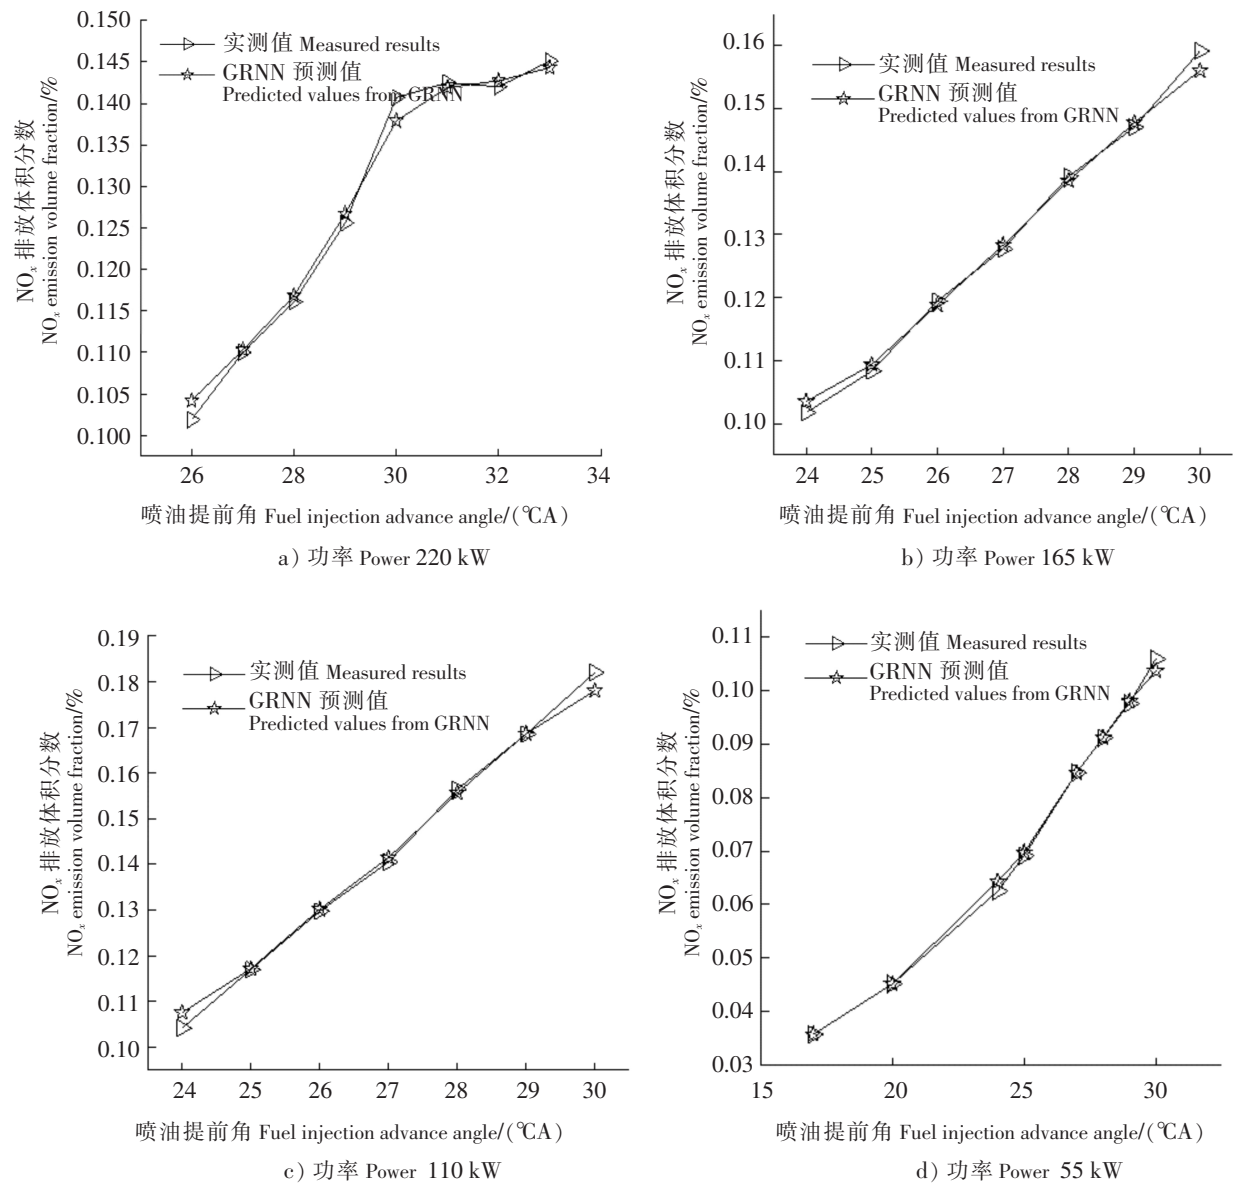 0.150
0.145
0.140
0.135
0.130
0.125
0.120
0.115
0.110
0.105
0.100
NOx 排放体积分数
NOx emission volume fraction/%
实测值 Measured results
GRNN 预测值
Predicted values from GRNN
26
28
30
32
34
喷油提前角 Fuel injection advance angle/(℃A)
a) 功率 Power 220 kW
0.16
0.15
0.14
0.13
0.12
0.11
0.10
NOx 排放体积分数
NOx emission volume fraction/%
实测值 Measured results
GRNN 预测值
Predicted values from GRNN
24
25
26
27
28
29
30
喷油提前角 Fuel injection advance angle/(℃A)
b) 功率 Power 165 kW
0.19
0.18
0.17
0.16
0.15
0.14
0.13
0.12
0.11
0.10
NOx 排放体积分数
NOx emission volume fraction/%
实测值 Measured results
GRNN 预测值
Predicted values from GRNN
24
25
26
27
28
29
30
喷油提前角 Fuel injection advance angle/(℃A)
c) 功率 Power 110 kW
0.11
0.10
0.09
0.08
0.07
0.06
0.05
0.04
0.03
NOx 排放体积分数
NOx emission volume fraction/%
实测值 Measured results
GRNN 预测值
Predicted values from GRNN
15
20
25
30
喷油提前角 Fuel injection advance angle/(℃A)
d) 功率 Power 55 kW